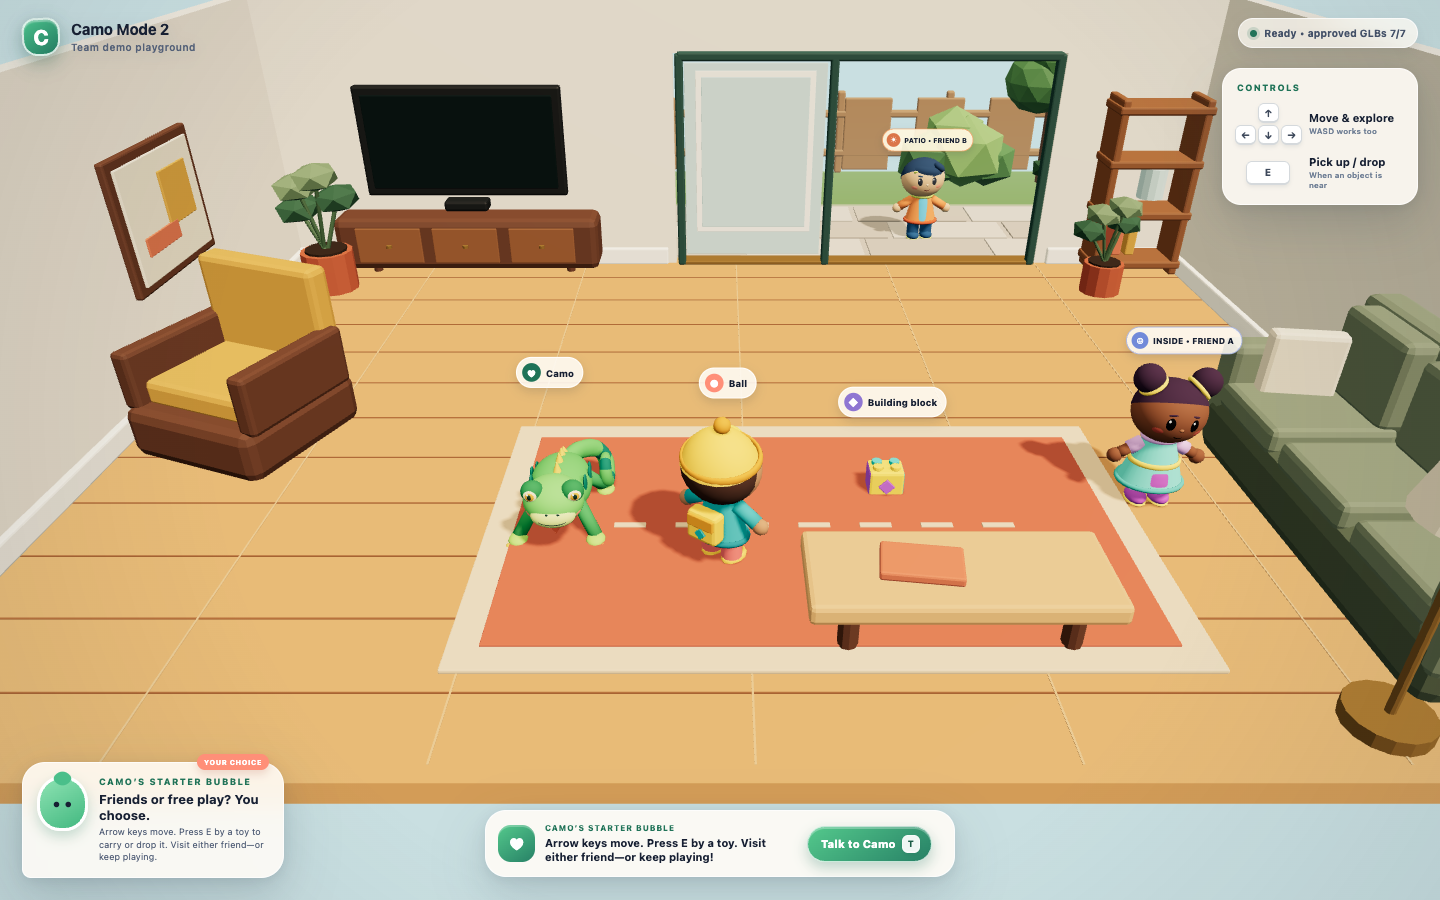 C
Camo Mode 2
Team demo playground
Ready • approved GLBs 7/7
CONTROLS
↑
← ↓ →
Move & explore
WASD works too
E
Pick up / drop
When an object is
near
PATIO • FRIEND B
INSIDE • FRIEND A
Camo
Ball
Building block
YOUR CHOICE
CAMO'S STARTER BUBBLE
Friends or free play? You
choose.
Arrow keys move. Press E by a toy to
carry or drop it. Visit either friend—or
keep playing.
CAMO'S STARTER BUBBLE
Arrow keys move. Press E by a toy. Visit
either friend—or keep playing!
Talk to Camo T